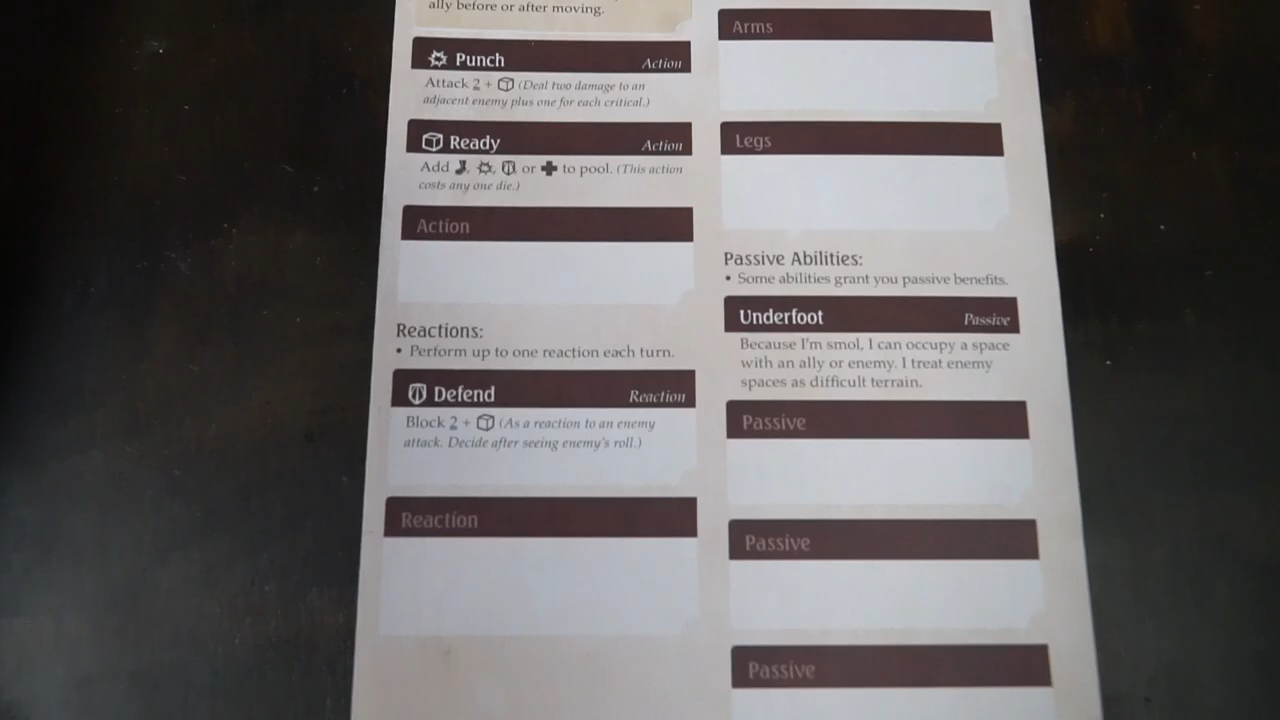 ally before or after moving.
Punch Action
Attack 2 + (Deal two damage to an
adjacent enemy plus one for each critical.)
Ready Action
Add , , or to pool. (This action
costs any one die.)
Action
Reactions:
• Perform up to one reaction each turn.
Defend Reaction
Block 2 + (As a reaction to an enemy
attack. Decide after seeing enemy's roll.)
Reaction
Arms
Legs
Passive Abilities:
• Some abilities grant you passive benefits.
Underfoot Passive
Because I'm smol, I can occupy a space
with an ally or enemy. I treat enemy
spaces as difficult terrain.
Passive
Passive
Passive